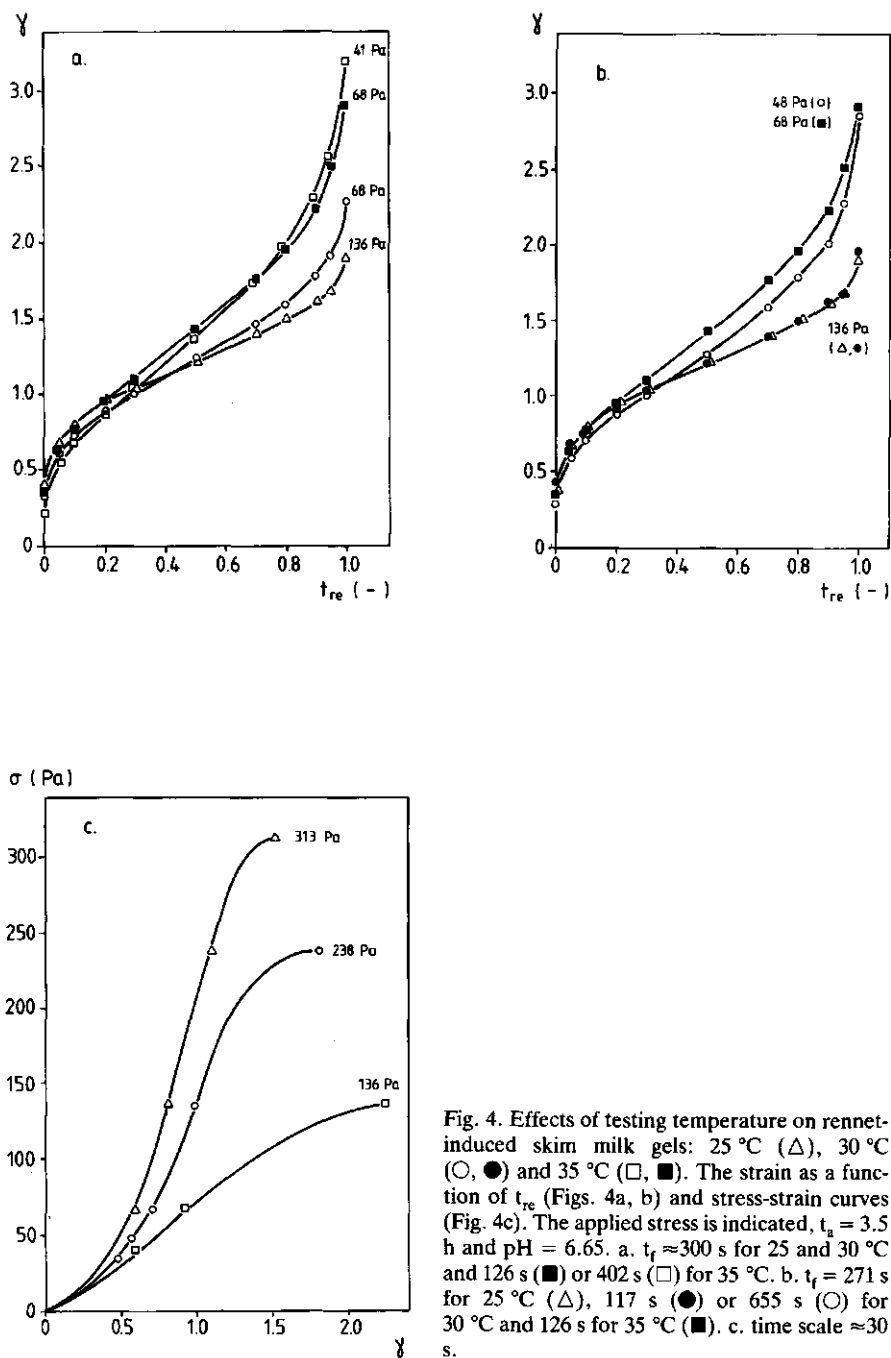 γ
a.
41 Pa
68 Pa
68 Pa
136 Pa
3.0
2.5
2.0
1.5
1.0
0.5
0
0 0.2 0.4 0.6 0.8 1.0
t_re (-)
γ
b.
48 Pa (○)
68 Pa (■)
136 Pa
(△,●)
3.0
2.5
2.0
1.5
1.0
0.5
0
0 0.2 0.4 0.6 0.8 1.0
t_re (-)
σ (Pa)
c.
313 Pa
238 Pa
136 Pa
300
250
200
150
100
50
0
0 0.5 1.0 1.5 2.0
γ
Fig. 4. Effects of testing temperature on rennet-
induced skim milk gels: 25 °C (△), 30 °C
(○, ●) and 35 °C (□, ■). The strain as a func-
tion of t_re (Figs. 4a, b) and stress-strain curves
(Fig. 4c). The applied stress is indicated, t_a = 3.5
h and pH = 6.65. a. t_f ≈300 s for 25 and 30 °C
and 126 s (■) or 402 s (□) for 35 °C. b. t_f = 271 s
for 25 °C (△), 117 s (●) or 655 s (○) for
30 °C and 126 s for 35 °C (■). c. time scale ≈30
s.